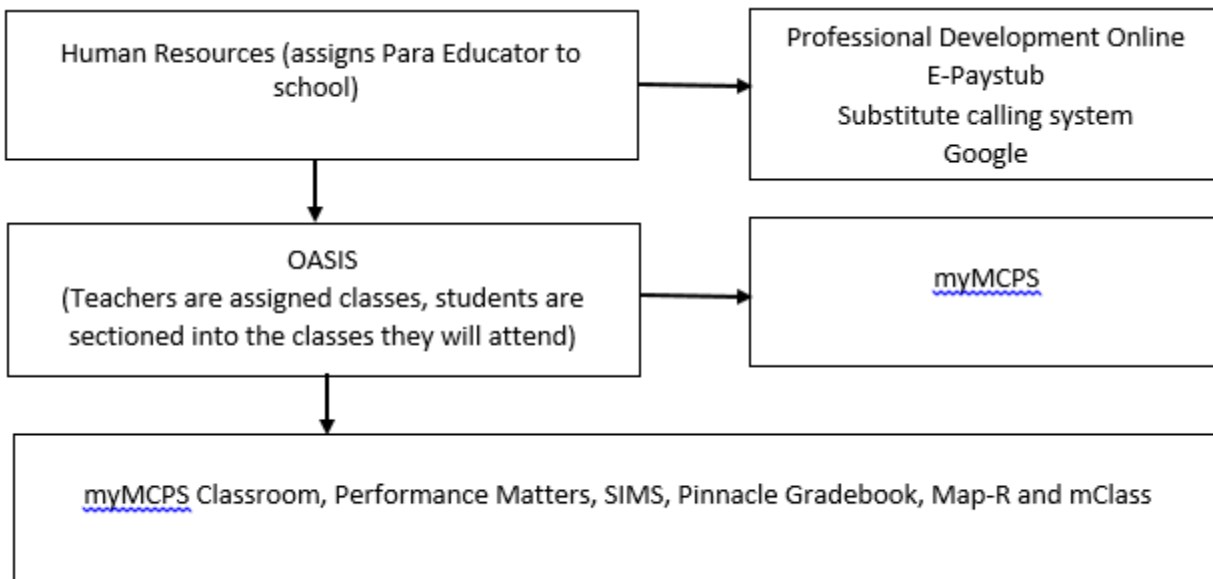 Human Resources (assigns Para Educator to
school)
Professional Development Online
E-Paystub
Substitute calling system
Google
OASIS
(Teachers are assigned classes, students are
sectioned into the classes they will attend)
myMCPS
myMCPS Classroom, Performance Matters, SIMS, Pinnacle Gradebook, Map-R and mClass